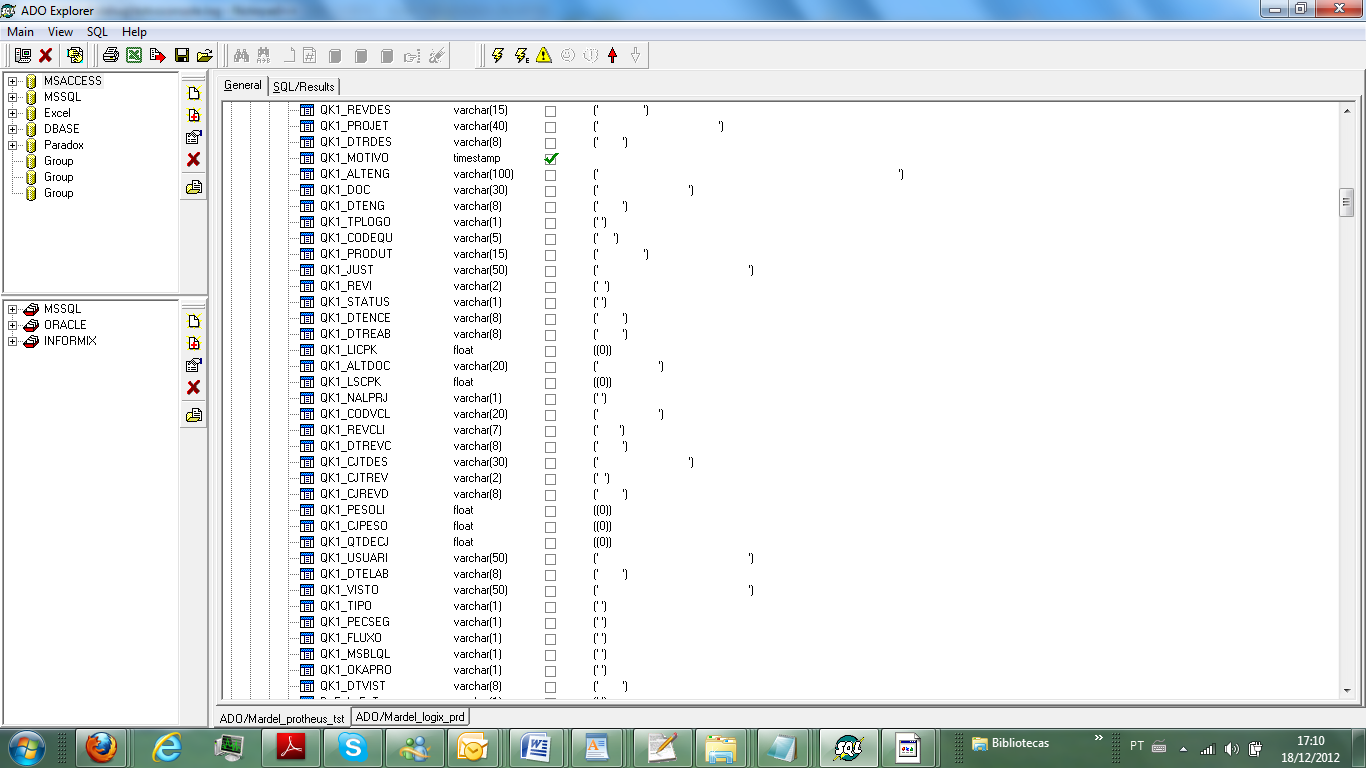 ADO Explorer
Main View SQL Help
MSACCESS
MSSQL
Excel
DBASE
Paradox
Group
Group
Group
MSSQL
ORACLE
INFORMIX
General SQL/Results
QK1_REVDES varchar(15) (' ')
QK1_PROJET varchar(40) (' ')
QK1_DTRDES varchar(8) (' ')
QK1_MOTIVO timestamp
QK1_ALTENG varchar(100) (' ')
QK1_DOC varchar(30) (' ')
QK1_DTENG varchar(8) (' ')
QK1_TPLOGO varchar(1) (' ')
QK1_CODEQU varchar(5) (' ')
QK1_PRODUT varchar(15) (' ')
QK1_JUST varchar(50) (' ')
QK1_REVI varchar(2) (' ')
QK1_STATUS varchar(1) (' ')
QK1_DTENCE varchar(8) (' ')
QK1_DTREAB varchar(8) (' ')
QK1_LICPK float ((0))
QK1_ALTDOC varchar(20) (' ')
QK1_LSCPK float ((0))
QK1_NALPRJ varchar(1) (' ')
QK1_CODVCL varchar(20) (' ')
QK1_REVCLI varchar(7) (' ')
QK1_DTREVC varchar(8) (' ')
QK1_CJTDES varchar(30) (' ')
QK1_CJTREV varchar(2) (' ')
QK1_CJREVD varchar(8) (' ')
QK1_PESOLI float ((0))
QK1_CJPESO float ((0))
QK1_QTDECJ float ((0))
QK1_USUARI varchar(50) (' ')
QK1_DTELAB varchar(8) (' ')
QK1_VISTO varchar(50) (' ')
QK1_TIPO varchar(1) (' ')
QK1_PECSEG varchar(1) (' ')
QK1_FLUXO varchar(1) (' ')
QK1_MSBLQL varchar(1) (' ')
QK1_OKAPRO varchar(1) (' ')
QK1_DTVIST varchar(8) (' ')
ADO/Mardel_protheus_tst ADO/Mardel_logix_prd
Bibliotecas » PT 17:10
18/12/2012